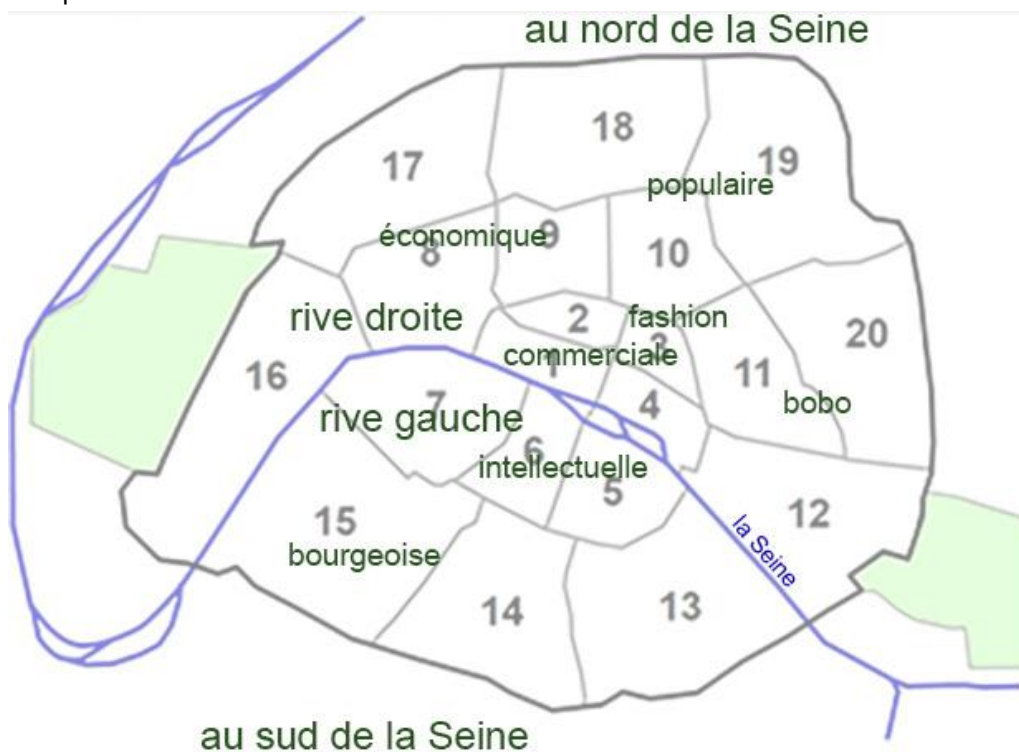 au nord de la Seine
18
17
19
populaire
économique
9
8
10
rive droite
2
fashion
20
3
commerciale
1
11
16
7
4
bobo
rive gauche
6
intellectuelle
5
12
15
la Seine
bourgeoise
14
13
au sud de la Seine